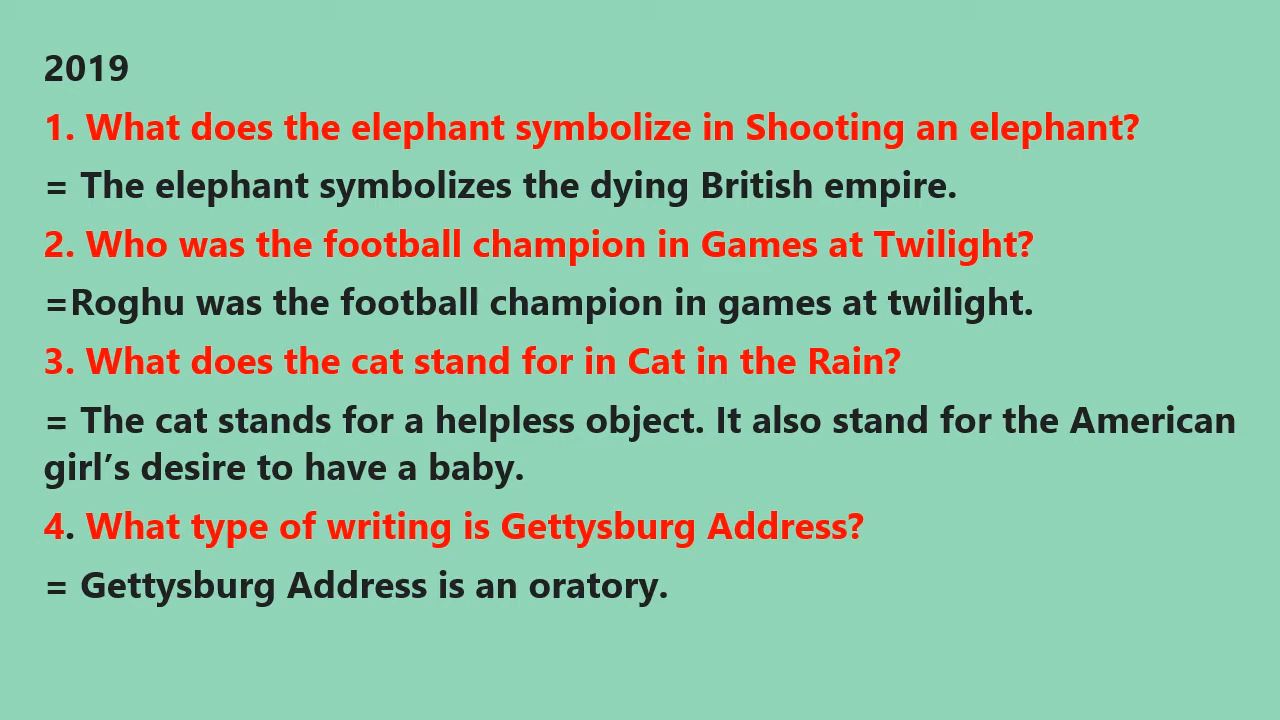 2019
1. What does the elephant symbolize in Shooting an elephant?
= The elephant symbolizes the dying British empire.
2. Who was the football champion in Games at Twilight?
=Roghu was the football champion in games at twilight.
3. What does the cat stand for in Cat in the Rain?
= The cat stands for a helpless object. It also stand for the American
girl’s desire to have a baby.
4. What type of writing is Gettysburg Address?
= Gettysburg Address is an oratory.